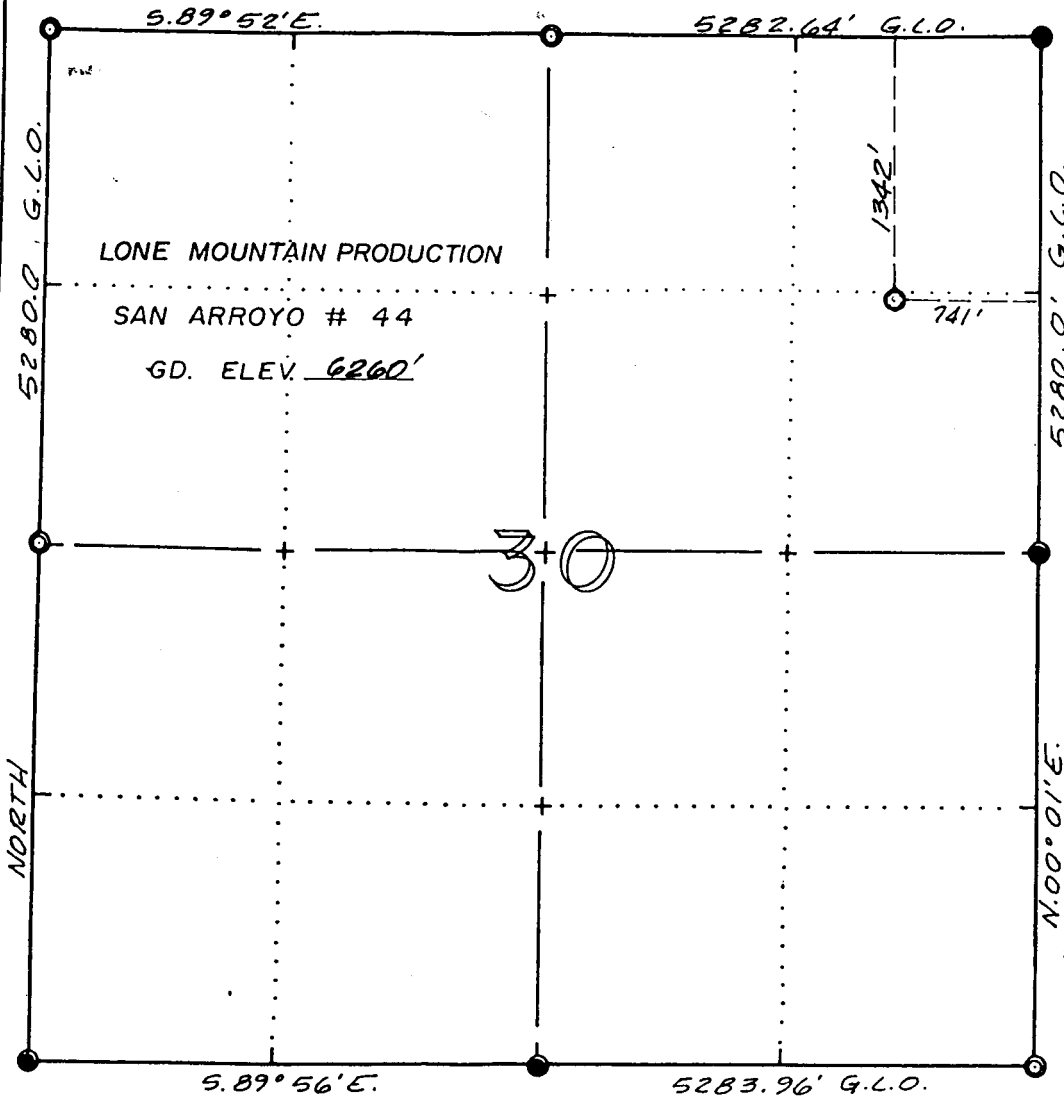 S.89°52'E. 5282.64' G.L.O.
5280.0' G.L.O.
1342'
5280.0' G.L.O.
LONE MOUNTAIN PRODUCTION
SAN ARROYO # 44
741'
GD. ELEV. 6260'
30
NORTH
N.00°01'E.
S.89°56'E. 5283.96' G.L.O.